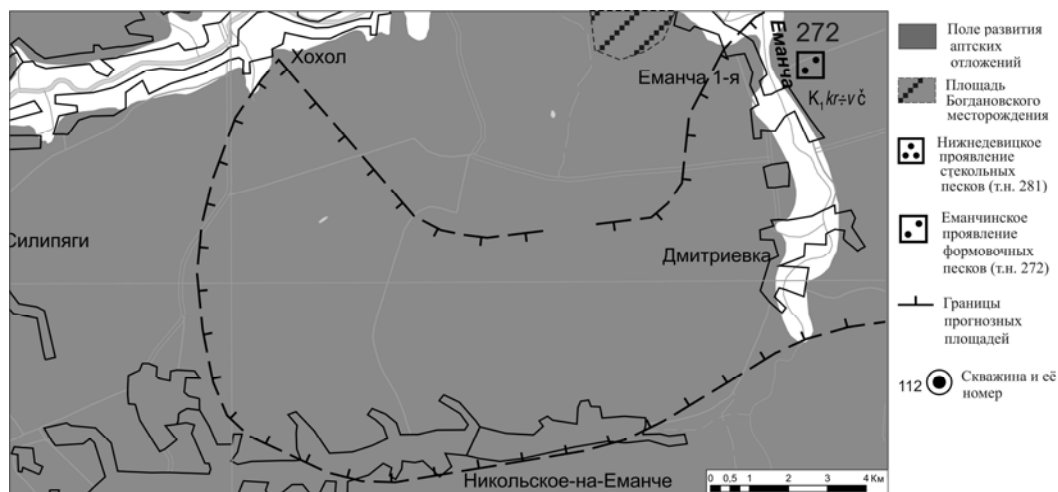 Хохол
Еманча
272
Еманча 1-я
K₁ kr÷v č
Силипяги
Дмитриевка
Никольское-на-Еманче
0 0,5 1 2 3 4 Км
Поле развития
аптских
отложений
Площадь
Богдановского
месторождения
Нижнедевицкое
проявление
стекольных
песков (т.н. 281)
Еманчинское
проявление
формовочных
песков (т.н. 272)
Границы
прогнозных
площадей
112
Скважина и её
номер